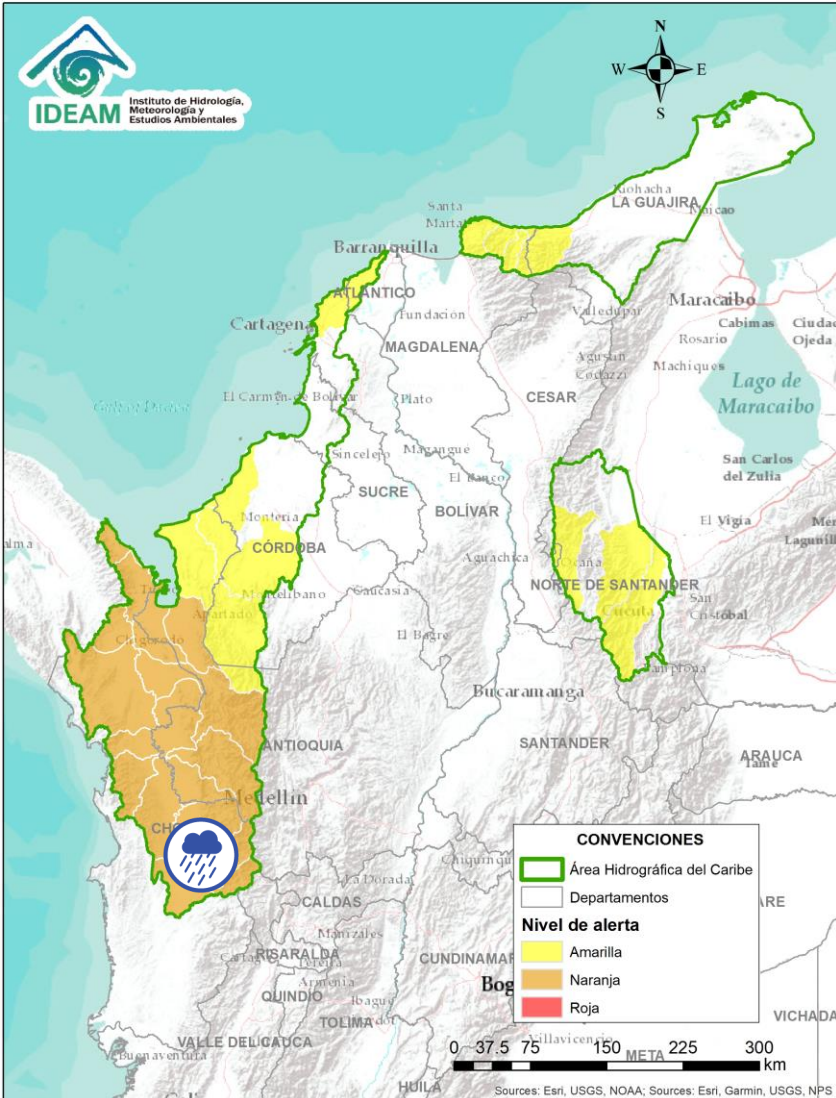 IDEAM
Instituto de Hidrología,
Meteorología y
Estudios Ambientales
N
W
E
S
Riohacha
LA GUAJIRA
Maicao
Santa
Marta
Barranquilla
ATLÁNTICO
Cartagena
Fundación
Valledupar
Maracaibo
Cabimas
Ciudad
Ojeda
Rosario
MAGDALENA
Agustín
Codazzi
Machiques
Lago de
Maracaibo
El Carmen de Bolívar
Plato
CESAR
Sincelejo
Magangué
San Carlos
del Zulia
SUCRE
El Banco
BOLÍVAR
Montería
El Vigía
CÓRDOBA
Aguachica
Ocaña
NORTE DE SANTANDER
San
Cristóbal
Montelibano
Caucasia
Apartadó
Cúcuta
El Bagre
Chigorodó
Pamplona
Bucaramanga
ANTIOQUIA
SANTANDER
ARAUCA
Tame
Medellín
CONVENCIONES
Área Hidrográfica del Caribe
Departamentos
Nivel de alerta
Amarilla
Naranja
Roja
La Dorada
CALDAS
Manizales
RISARALDA
Pereira
Armenia
QUINDIO
Ibagué
TOLIMA
VICHADA
VALLE DEL CAUCA
Buenaventura
Villavicencio
META
HUILA
0 37.5 75 150 225 300
km
Sources: Esri, USGS, NOAA; Sources: Esri, Garmin, USGS, NPS